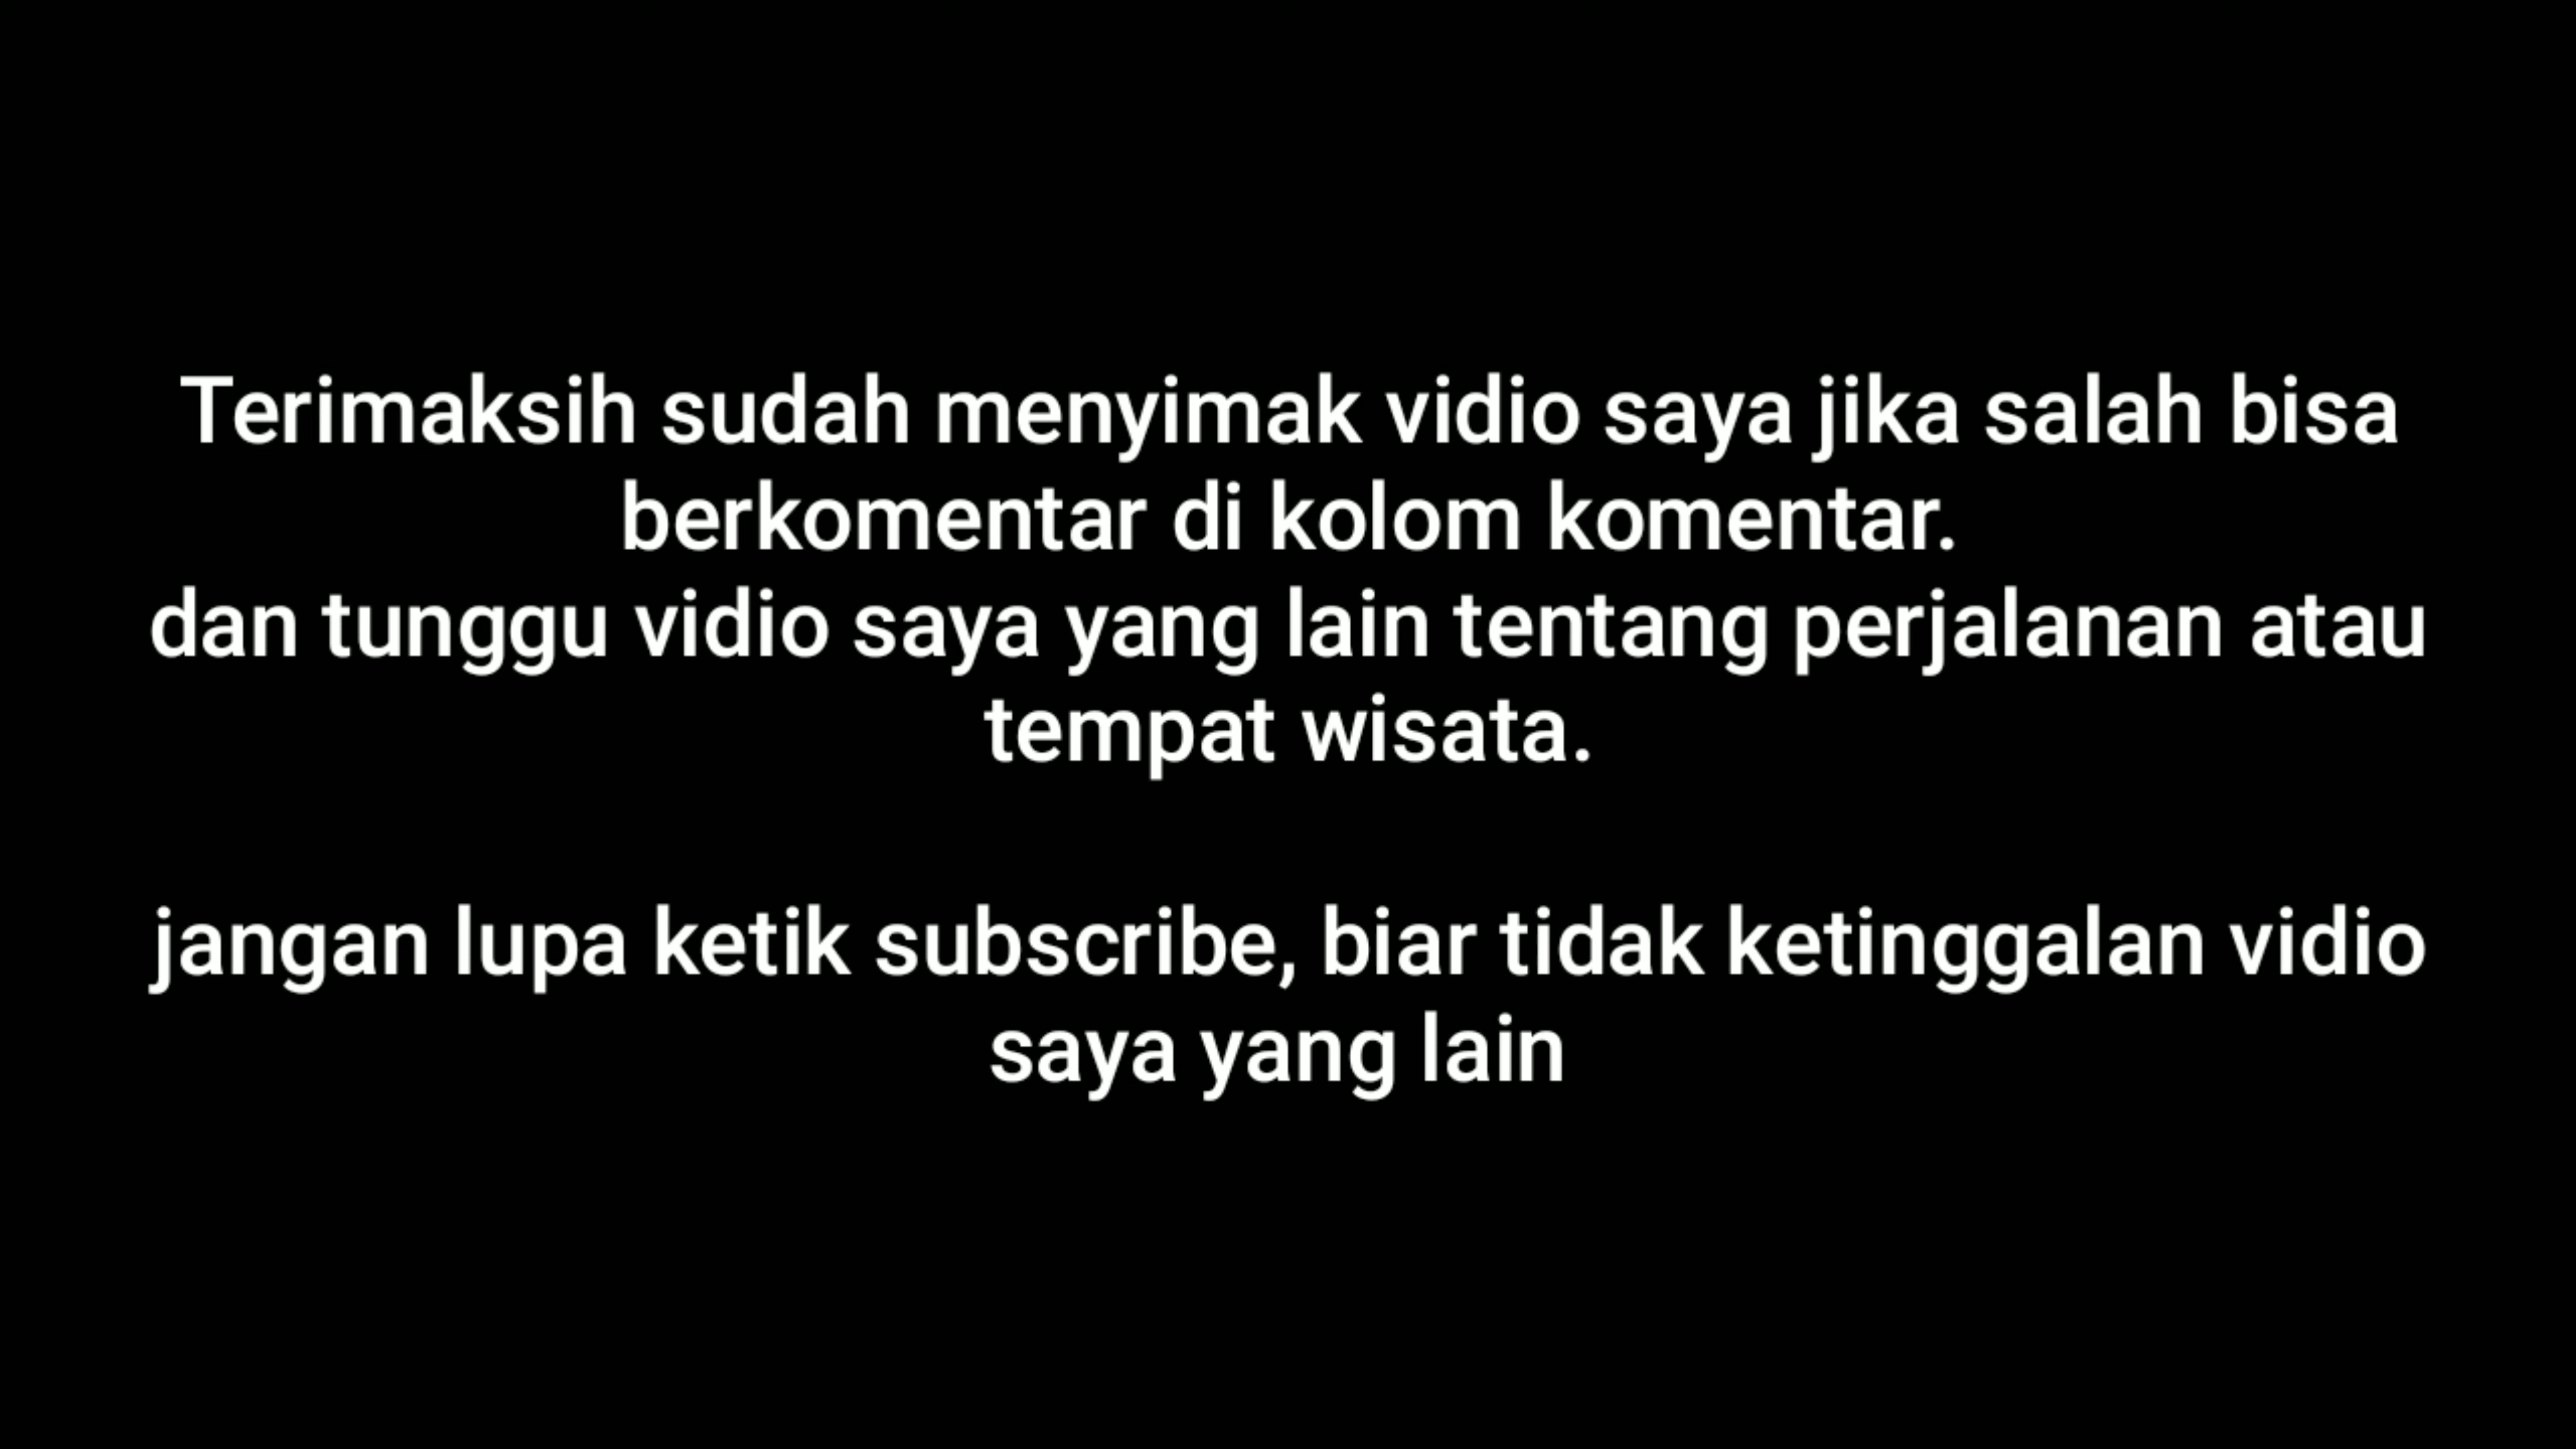 Terimaksih sudah menyimak vidio saya jika salah bisa
berkomentar di kolom komentar.
dan tunggu vidio saya yang lain tentang perjalanan atau
tempat wisata.
jangan lupa ketik subscribe, biar tidak ketinggalan vidio
saya yang lain